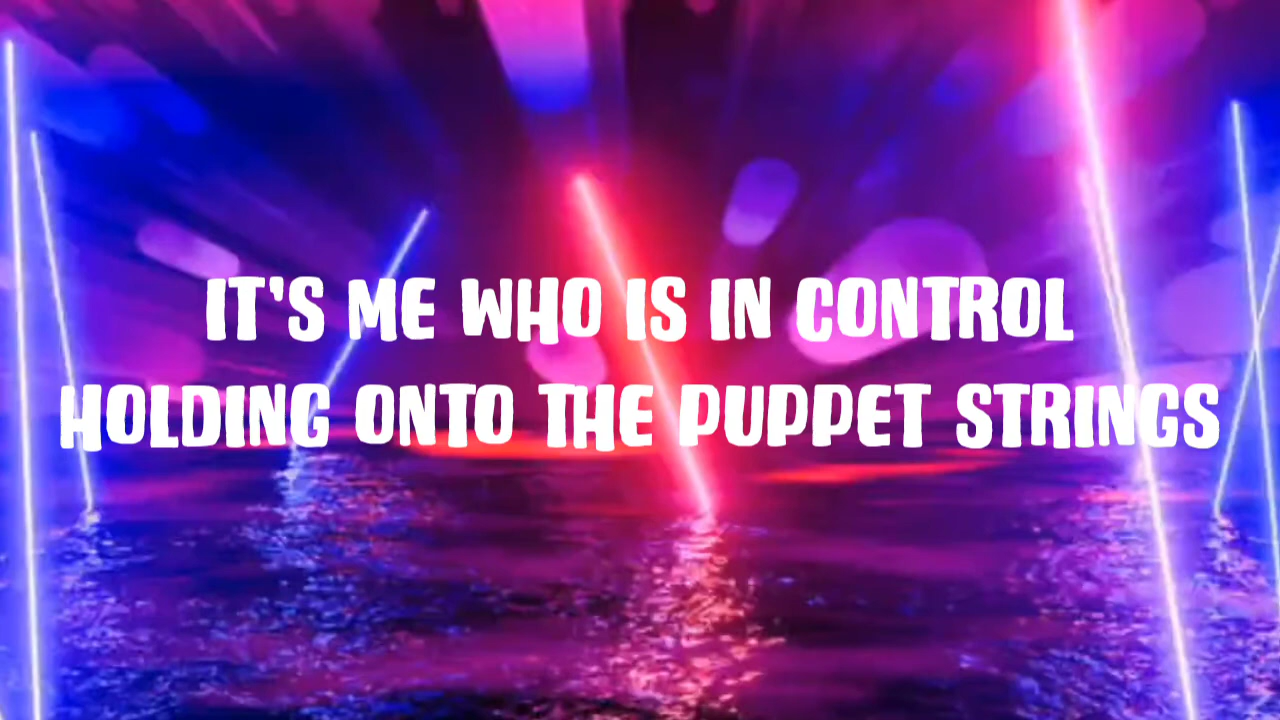 IT'S ME WHO IS IN CONTROL
HOLDING ONTO THE PUPPET STRINGS